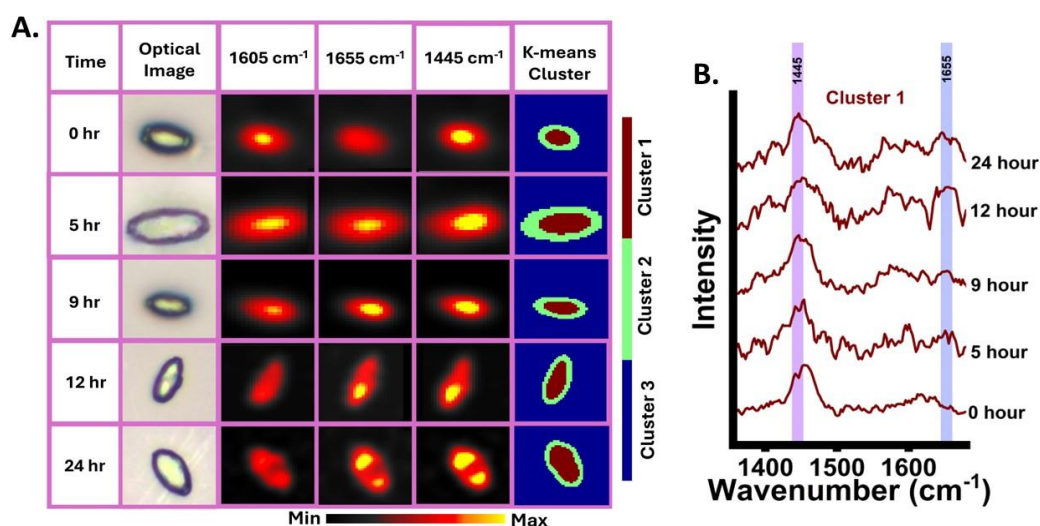 A.
Time
Optical
Image
1605 cm⁻¹
1655 cm⁻¹
1445 cm⁻¹
K-means
Cluster
0 hr
5 hr
9 hr
12 hr
24 hr
Cluster 1
Cluster 2
Cluster 3
Min
Max
B.
1445
1655
Cluster 1
24 hour
12 hour
9 hour
5 hour
0 hour
Intensity
1400 1500 1600
Wavenumber (cm⁻¹)